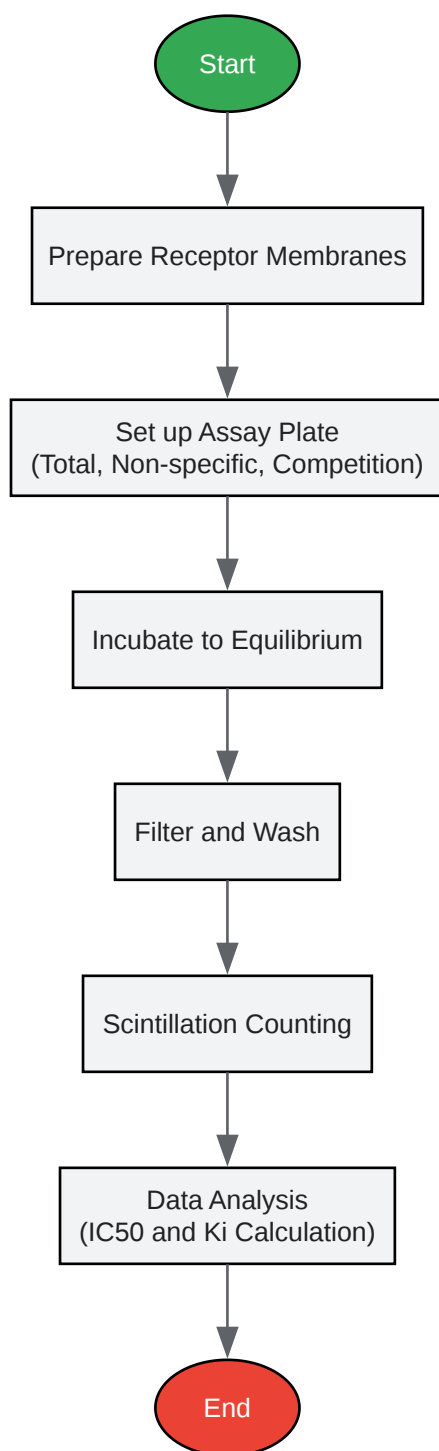 Start
Prepare Receptor Membranes
Set up Assay Plate
(Total, Non-specific, Competition)
Incubate to Equilibrium
Filter and Wash
Scintillation Counting
Data Analysis
(IC50 and Ki Calculation)
End